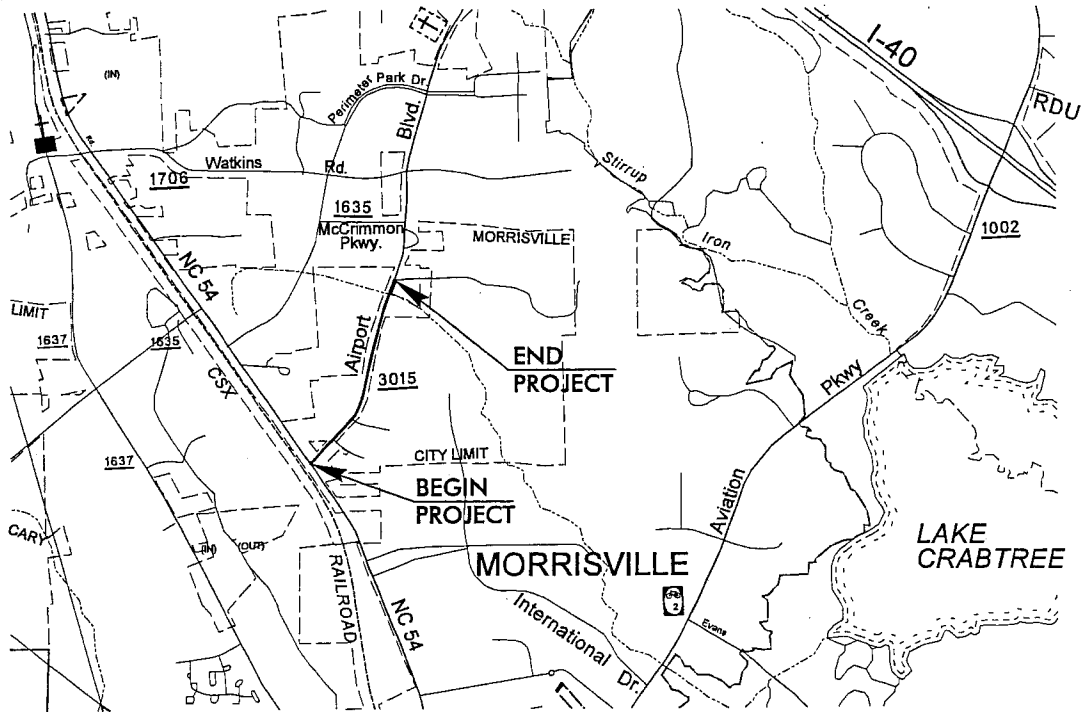 I-40
RDU
(IN)
Perimeter Park Dr.
Blvd.
Rd.
Watkins Rd.
1706
Stirrup
Iron
Creek
1635
McCrimmon
Pkwy.
MORRISVILLE
1002
NC 54
LIMIT
1637
1635
Airport
END
PROJECT
3015
CSX
Pkwy
1637
CITY LIMIT
BEGIN
PROJECT
Aviation
CARY
(IN)
(OUT)
LAKE
CRABTREE
MORRISVILLE
2
RAILROAD
NC 54
International Dr.
Evans